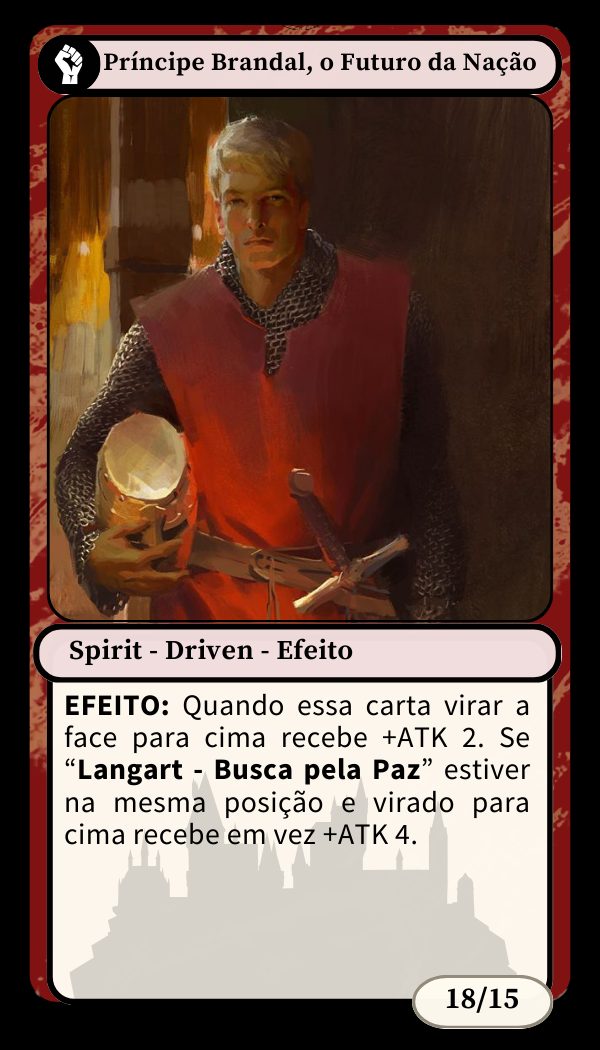 Príncipe Brandal, o Futuro da Nação
Spirit - Driven - Efeito
EFEITO: Quando essa carta virar a
face para cima recebe +ATK 2. Se
“Langart - Busca pela Paz” estiver
na mesma posição e virado para
cima recebe em vez +ATK 4.
18/15